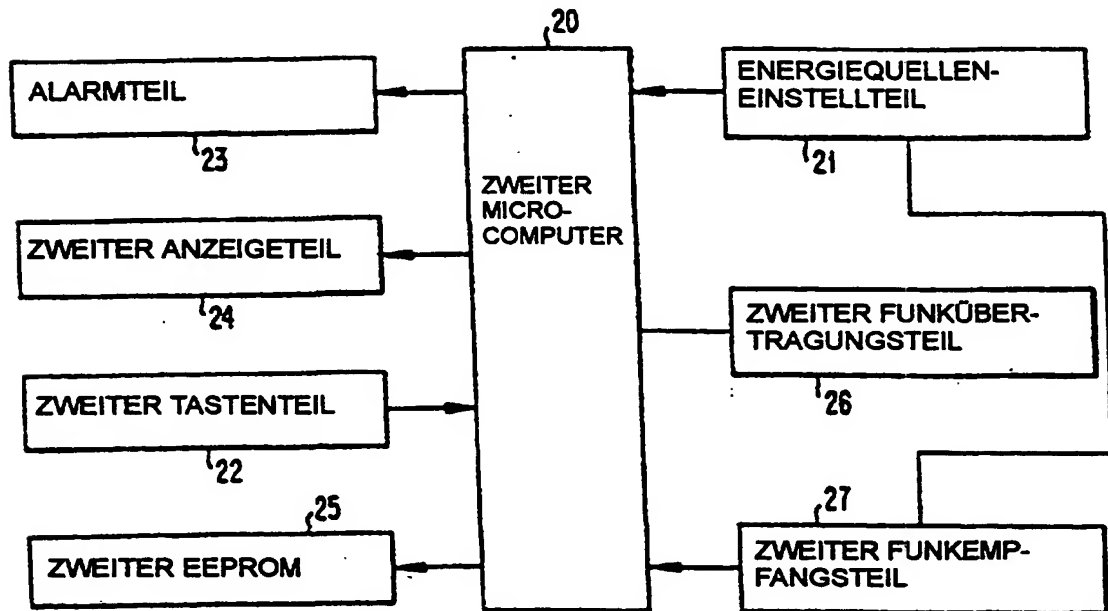 20
ALARMTEIL
23
ENERGIEQUELLEN-
EINSTELLTEIL
21
ZWEITER
MICRO-
COMPUTER
ZWEITER ANZEIGETEIL
24
ZWEITER FUNKÜBER-
TRAGUNGSTEIL
26
ZWEITER TASTENTEIL
22
25
ZWEITER EEPROM
27
ZWEITER FUNKEMP-
FANGSTEIL